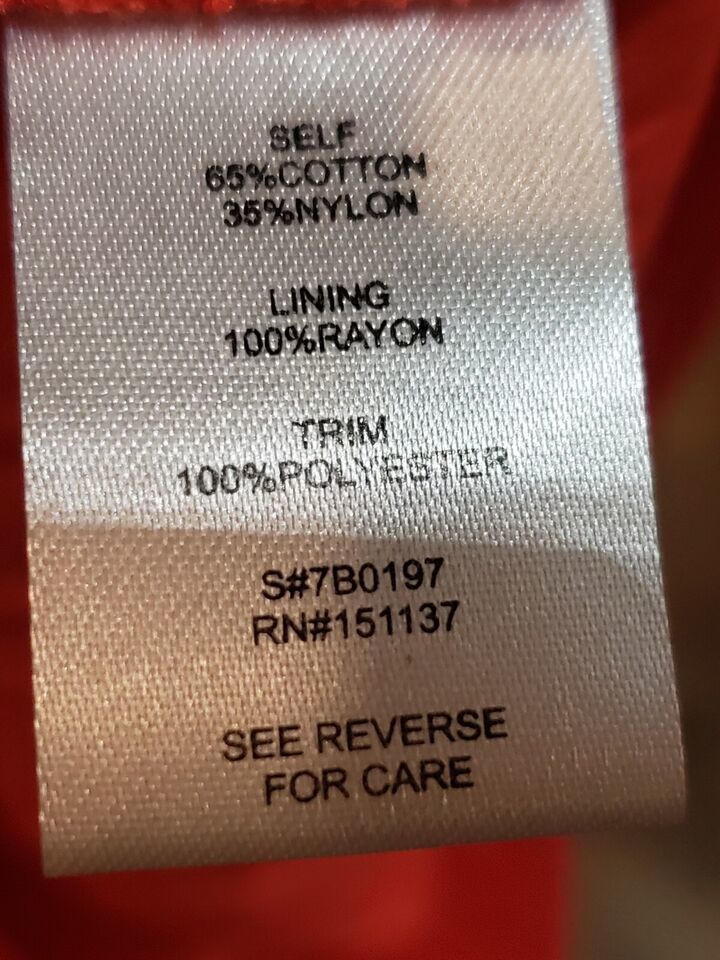 SELF
65%COTTON
35%NYLON
LINING
100%RAYON
TRIM
100%POLYESTER
S#7B0197
RN#151137
SEE REVERSE
FOR CARE